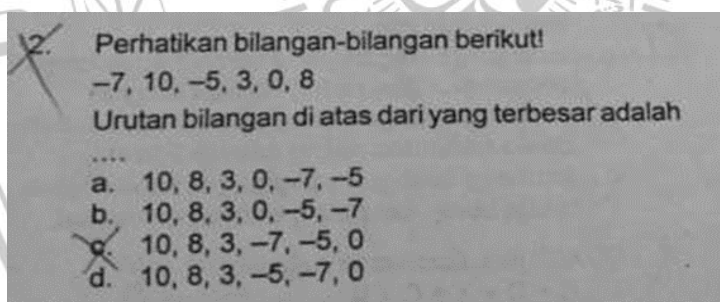 12. Perhatikan bilangan-bilangan berikut!
–7, 10, –5, 3, 0, 8
Urutan bilangan di atas dari yang terbesar adalah
....
a. 10, 8, 3, 0, –7, –5
b. 10, 8, 3, 0, –5, –7
c. 10, 8, 3, –7, –5, 0
d. 10, 8, 3, –5, –7, 0